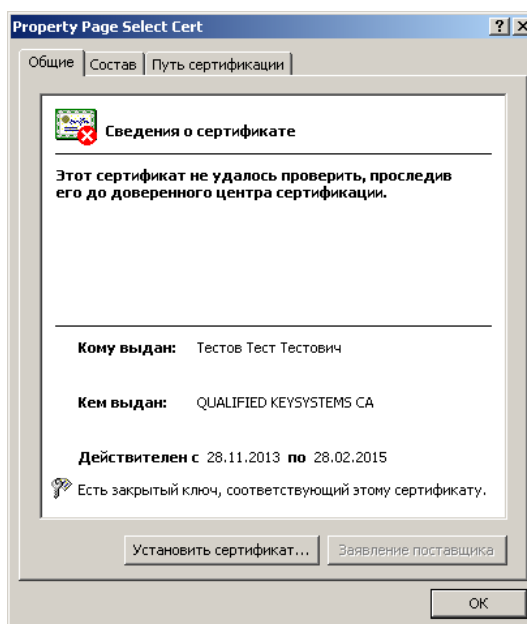 Property Page Select Cert
Общие Состав Путь сертификации
Сведения о сертификате
Этот сертификат не удалось проверить, проследив
его до доверенного центра сертификации.
Кому выдан: Тестов Тест Тестович
Кем выдан: QUALIFIED KEYSYSTEMS CA
Действителен с 28.11.2013 по 28.02.2015
Есть закрытый ключ, соответствующий этому сертификату.
Установить сертификат... Заявление поставщика
ОК